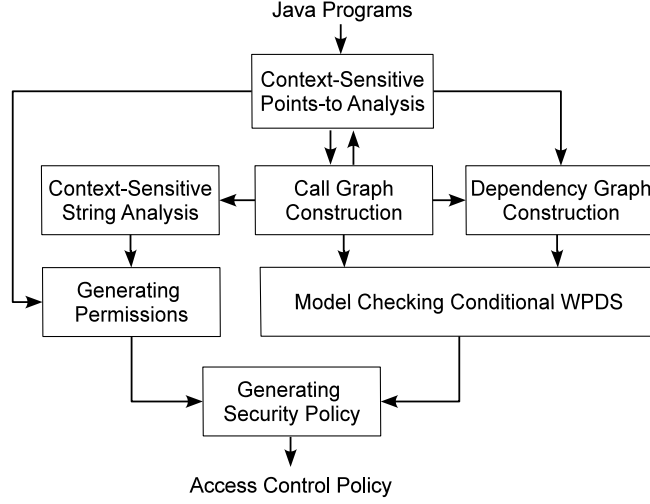 Java Programs
Context-Sensitive
Points-to Analysis
Context-Sensitive
String Analysis
Call Graph
Construction
Dependency Graph
Construction
Generating
Permissions
Model Checking Conditional WPDS
Generating
Security Policy
Access Control Policy